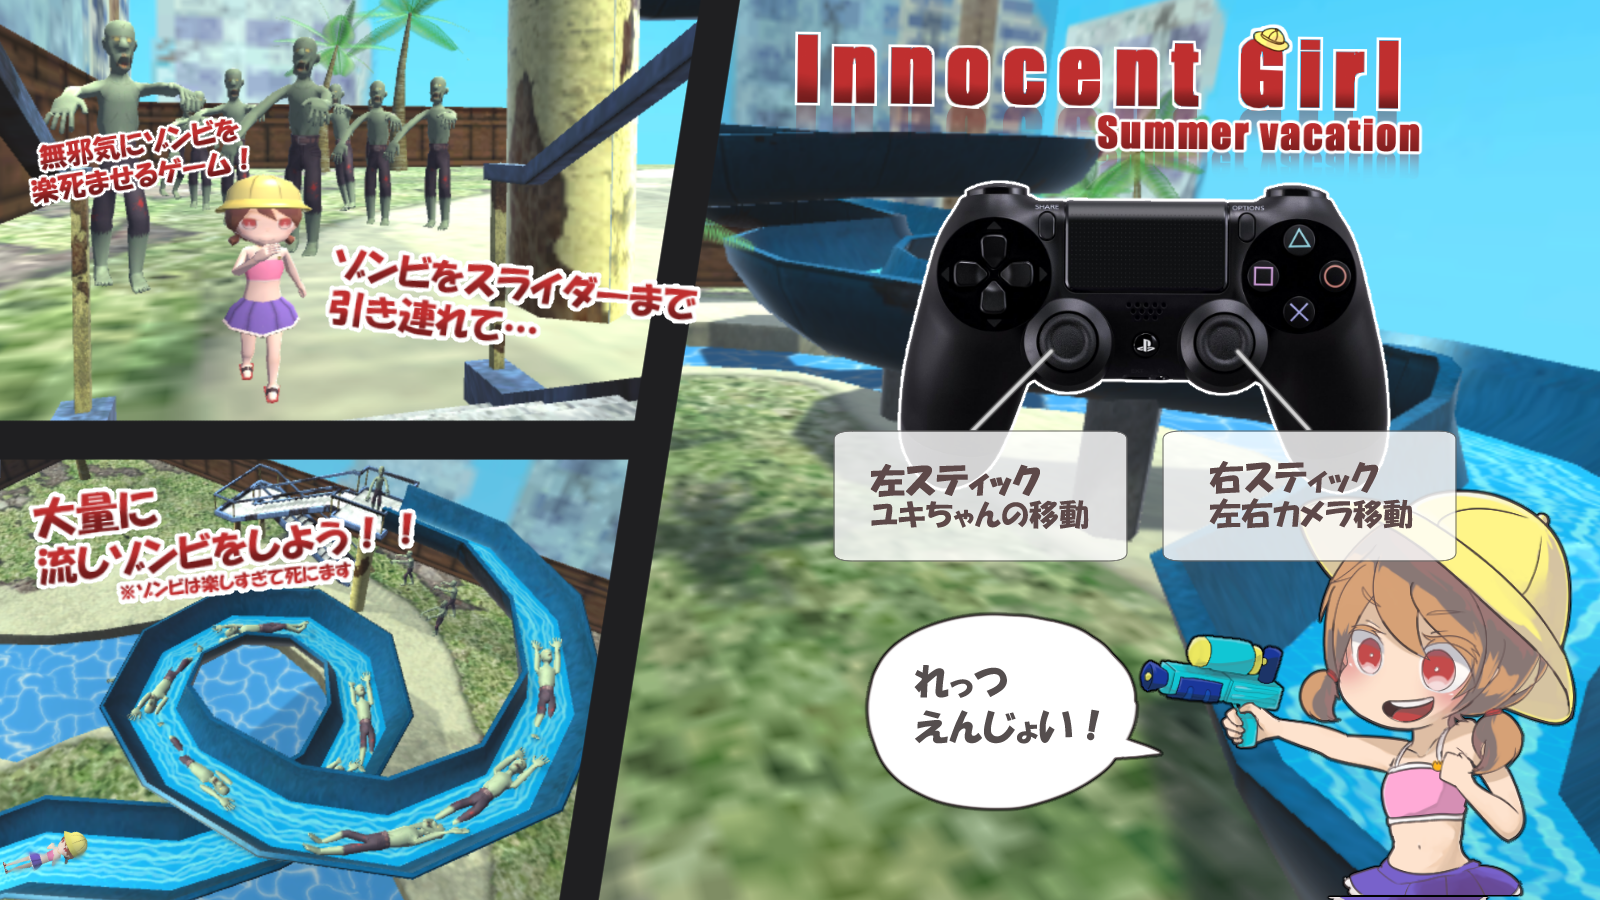 無邪気にゾンビを
楽死ませるゲーム！
ゾンビをスライダーまで
引き連れて…
大量に
流しゾンビをしよう！！
※ゾンビは楽しすぎて死にます
Innocent Girl
Summer vacation
SHARE
OPTIONS
左スティック
ユキちゃんの移動
右スティック
左右カメラ移動
れっつ
えんじょい！